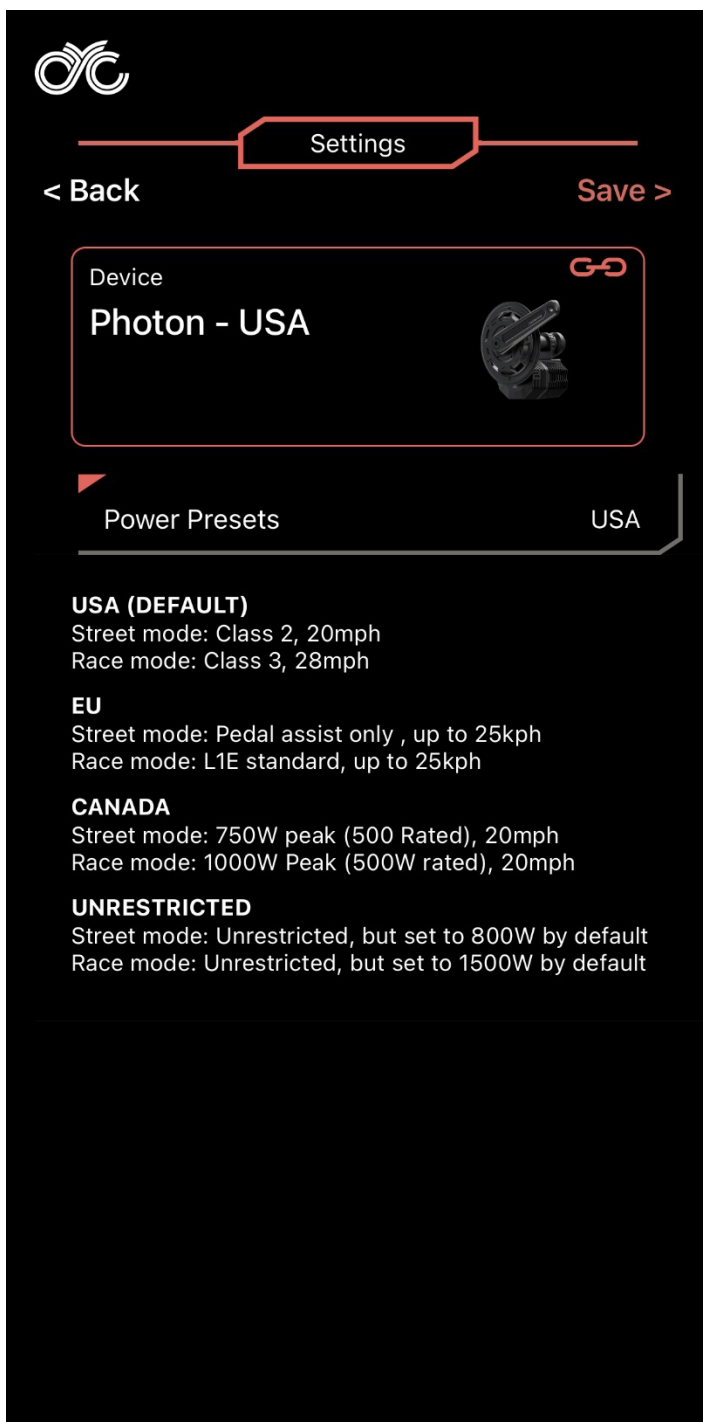 CYC
Settings
< Back
Save >
Device
Photon - USA
Power Presets
USA
USA (DEFAULT)
Street mode: Class 2, 20mph
Race mode: Class 3, 28mph
EU
Street mode: Pedal assist only , up to 25kph
Race mode: L1E standard, up to 25kph
CANADA
Street mode: 750W peak (500 Rated), 20mph
Race mode: 1000W Peak (500W rated), 20mph
UNRESTRICTED
Street mode: Unrestricted, but set to 800W by default
Race mode: Unrestricted, but set to 1500W by default